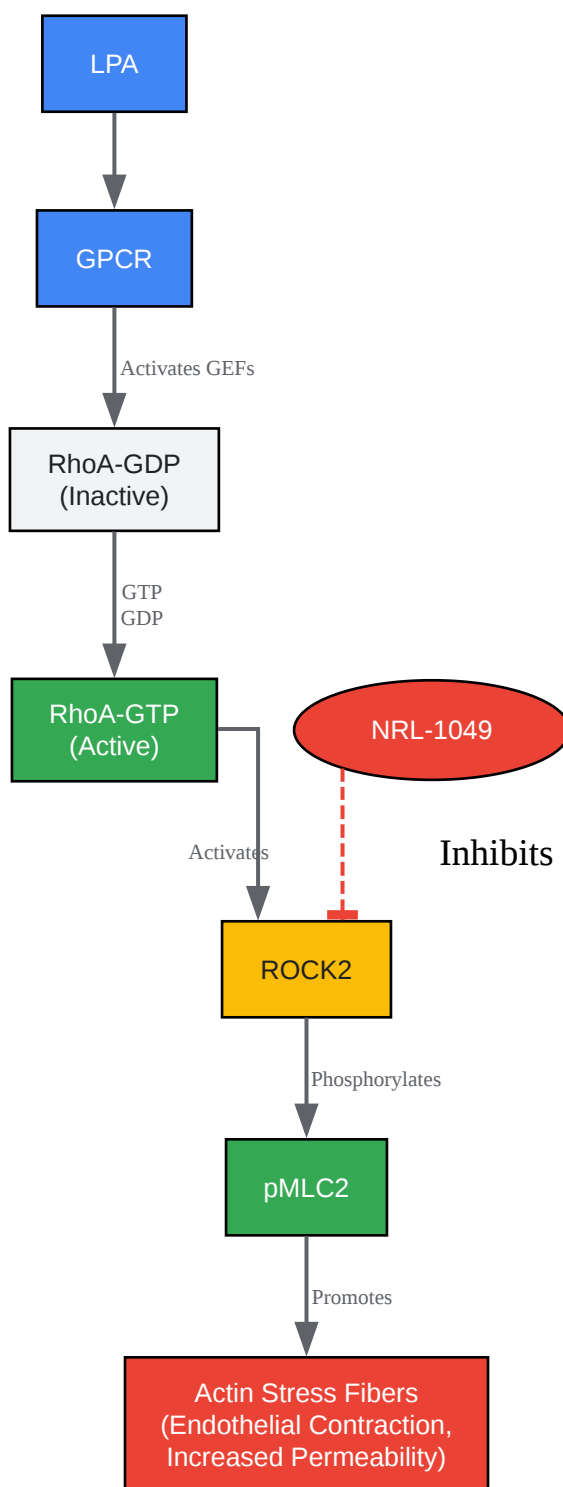 LPA
GPCR
Activates GEFs
RhoA-GDP
(Inactive)
GTP
GDP
RhoA-GTP
(Active)
NRL-1049
Activates
Inhibits
ROCK2
Phosphorylates
pMLC2
Promotes
Actin Stress Fibers
(Endothelial Contraction,
Increased Permeability)